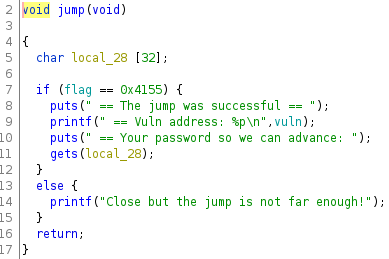 2 void jump(void)
3
4 {
5 char local_28 [32];
6
7 if (flag == 0x4155) {
8 puts(" == The jump was successful == ");
9 printf(" == Vuln address: %p\n",vuln);
10 puts(" == Your password so we can advance: ");
11 gets(local_28);
12 }
13 else {
14 printf("Close but the jump is not far enough!");
15 }
16 return;
17 }